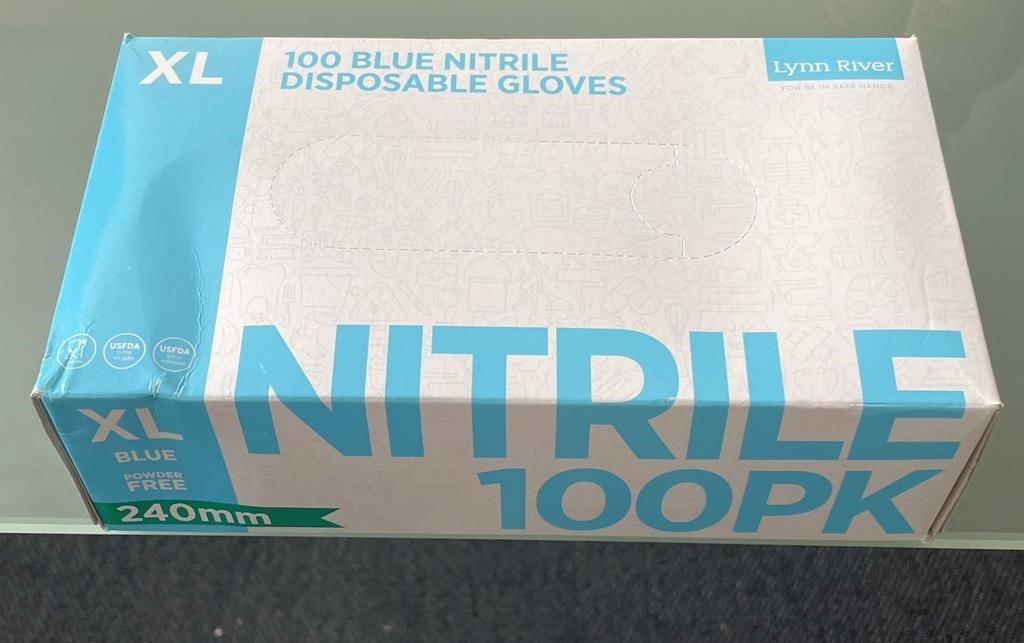 XL
100 BLUE NITRILE
DISPOSABLE GLOVES
Lynn River
YOU'RE IN SAFE HANDS
USFDA
USFDA
NITRILE
100PK
XL
BLUE
POWDER
FREE
240mm